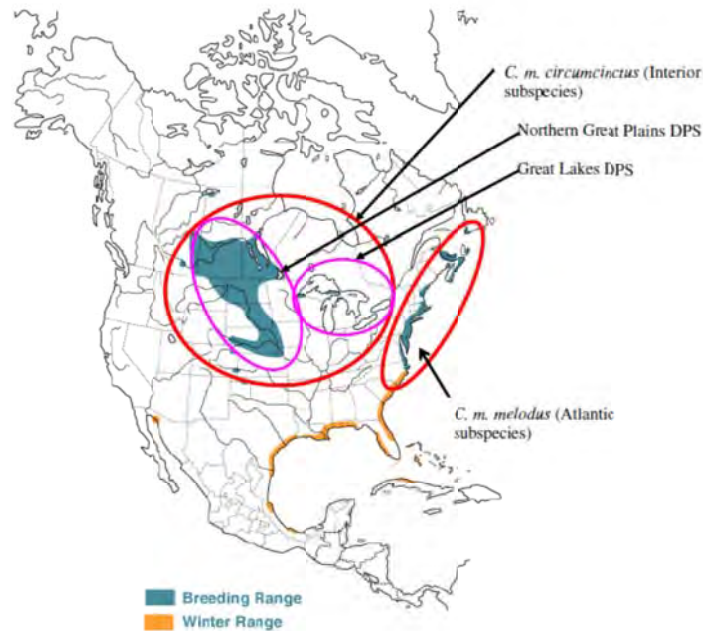 C. m. circumcinctus (Interior
subspecies)
Northern Great Plains DPS
Great Lakes DPS
C. m. melodus (Atlantic
subspecies)
Breeding Range
Winter Range